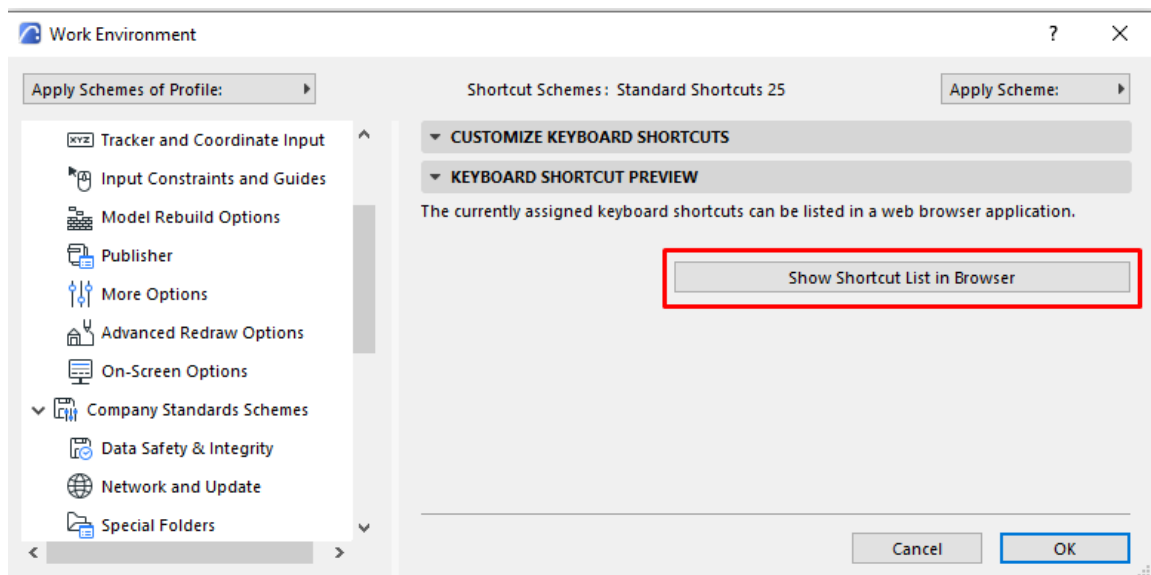 Work Environment
?
Apply Schemes of Profile:
Shortcut Schemes: Standard Shortcuts 25
Apply Scheme:
XYZ Tracker and Coordinate Input
Input Constraints and Guides
Model Rebuild Options
Publisher
More Options
Advanced Redraw Options
On-Screen Options
Company Standards Schemes
Data Safety & Integrity
Network and Update
Special Folders
CUSTOMIZE KEYBOARD SHORTCUTS
KEYBOARD SHORTCUT PREVIEW
The currently assigned keyboard shortcuts can be listed in a web browser application.
Show Shortcut List in Browser
Cancel
OK